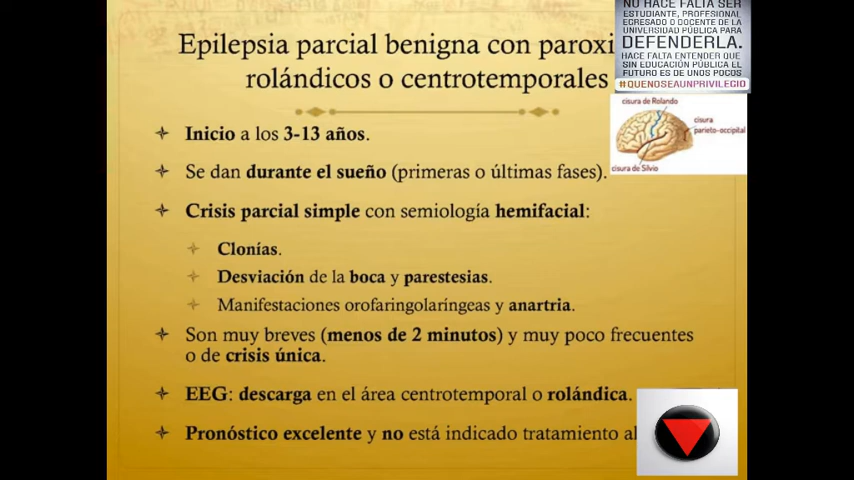 Epilepsia parcial benigna con paroxi
rolándicos o centrotemporales
Inicio a los 3-13 años.
Se dan durante el sueño (primeras o últimas fases).
Crisis parcial simple con semiología hemifacial:
Clonías.
Desviación de la boca y parestesias.
Manifestaciones orofaringolaríngeas y anartria.
Son muy breves (menos de 2 minutos) y muy poco frecuentes
o de crisis única.
EEG: descarga en el área centrotemporal o rolándica.
Pronóstico excelente y no está indicado tratamiento al
NO HACE FALTA SER
ESTUDIANTE, PROFESIONAL
EGRESADO O DOCENTE DE LA
UNIVERSIDAD PÚBLICA PARA
DEFENDERLA.
HACE FALTA ENTENDER QUE
SIN EDUCACIÓN PÚBLICA EL
FUTURO ES DE UNOS POCOS
#QUENOSEAUNPRIVILEGIO
cisura de Rolando
cisura
parieto-occipital
cisura de Silvio